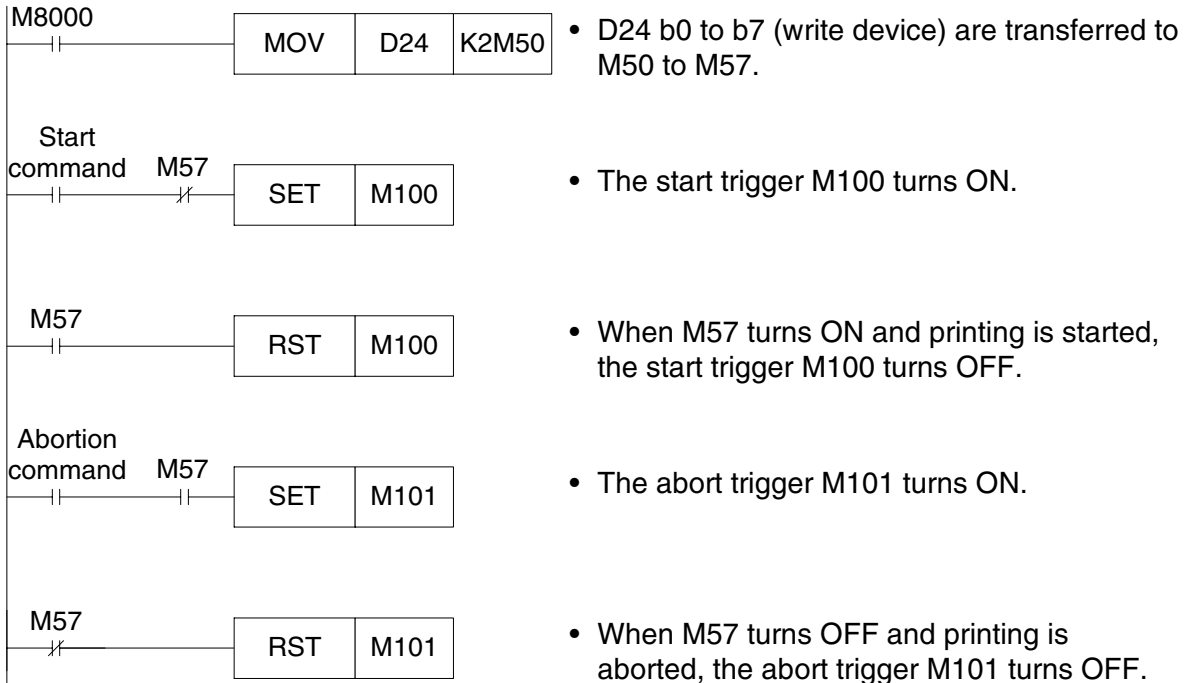 M8000
MOV D24 K2M50
• D24 b0 to b7 (write device) are transferred to
M50 to M57.
Start
command M57
SET M100
• The start trigger M100 turns ON.
M57
RST M100
• When M57 turns ON and printing is started,
the start trigger M100 turns OFF.
Abortion
command M57
SET M101
• The abort trigger M101 turns ON.
M57
RST M101
• When M57 turns OFF and printing is
aborted, the abort trigger M101 turns OFF.